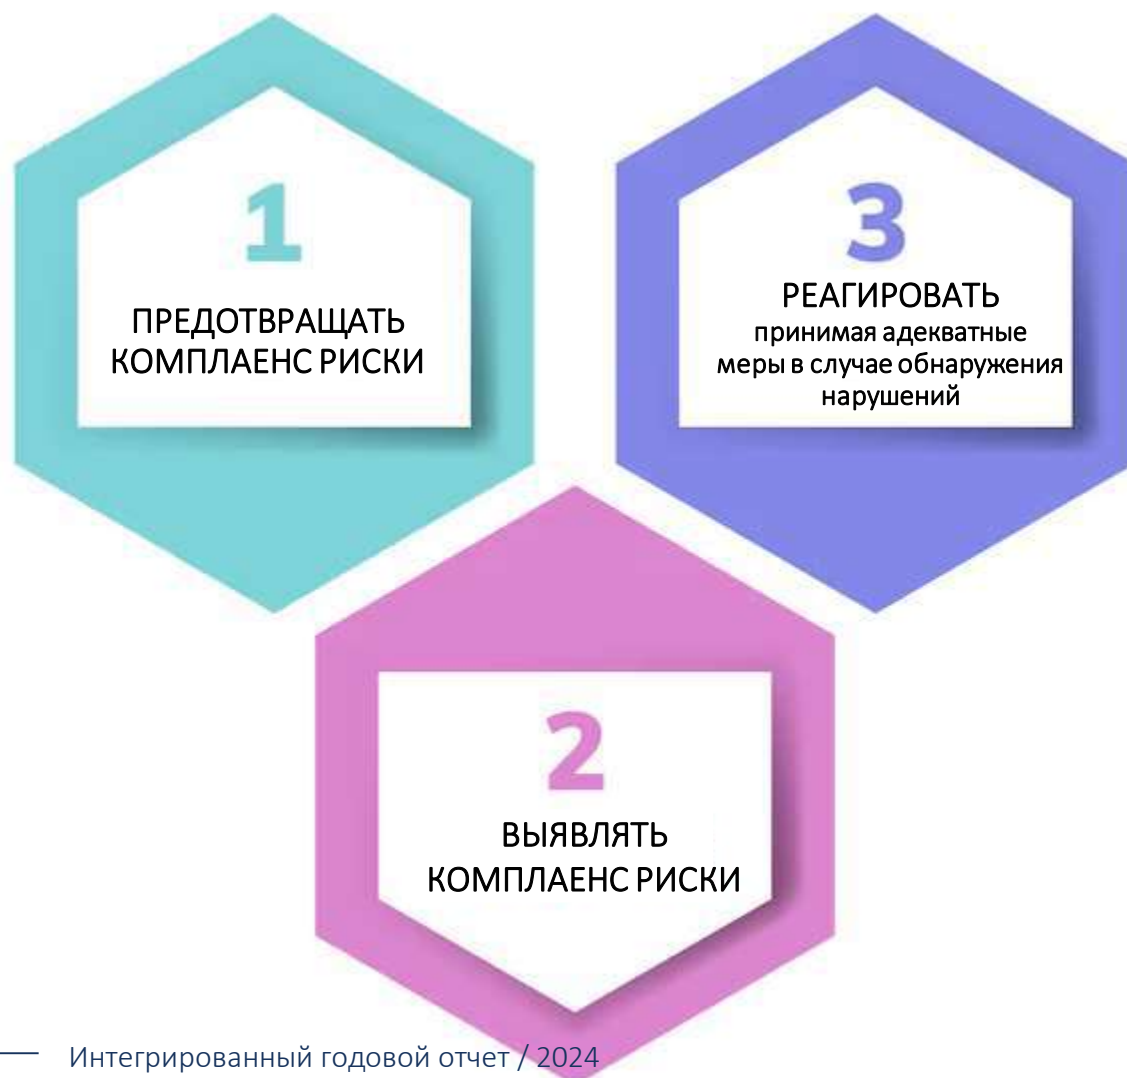 1
ПРЕДОТВРАЩАТЬ
КОМПЛАЕНС РИСКИ
3
РЕАГИРОВАТЬ
принимая адекватные
меры в случае обнаружения
нарушений
2
ВЫЯВЛЯТЬ
КОМПЛАЕНС РИСКИ
Интегрированный годовой отчет / 2024